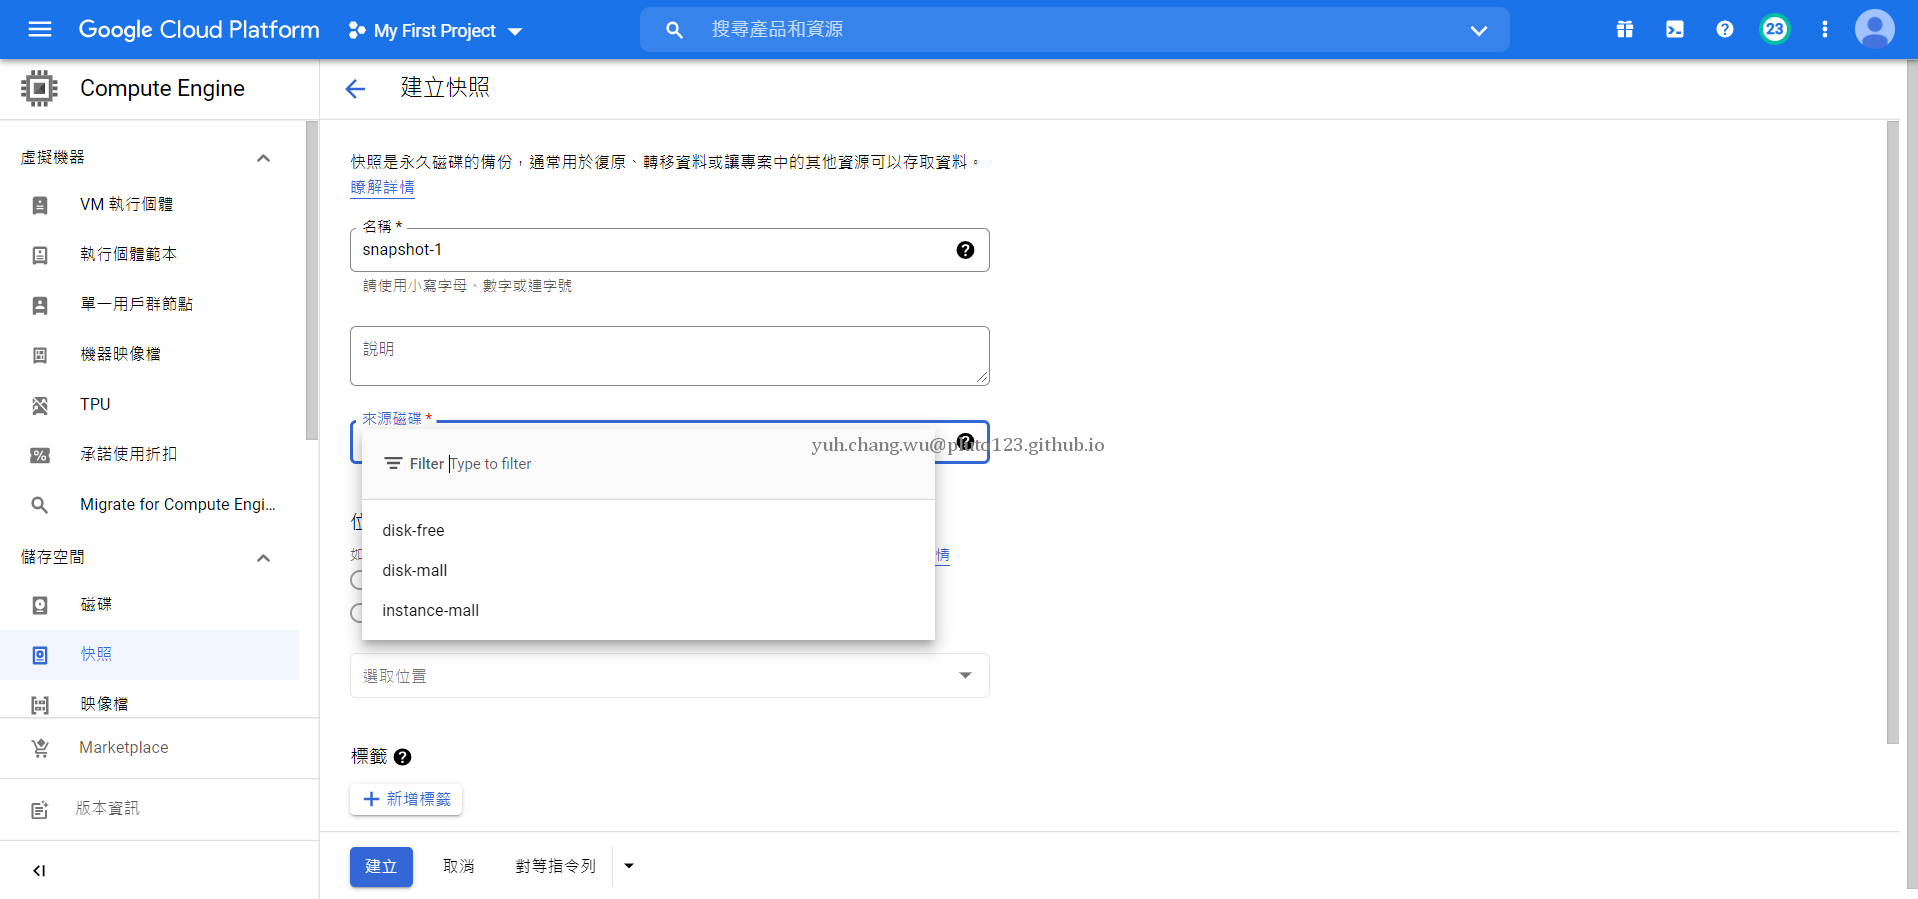 Google Cloud Platform
My First Project
搜尋產品和資源
23
Compute Engine
建立快照
虛擬機器
VM 執行個體
執行個體範本
單一用戶群節點
機器映像檔
TPU
承諾使用折扣
Migrate for Compute Engi...
儲存空間
磁碟
快照
映像檔
Marketplace
版本資訊
快照是永久磁碟的備份，通常用於復原、轉移資料或讓專案中的其他資源可以存取資料。
瞭解詳情
名稱 *
snapshot-1
請使用小寫字母、數字或連字號
說明
來源磁碟 *
yuh.chang.wu@pluto123.github.io
Filter Type to filter
disk-free
disk-mall
instance-mall
位
如
情
選取位置
標籤
新增標籤
建立
取消
對等指令列